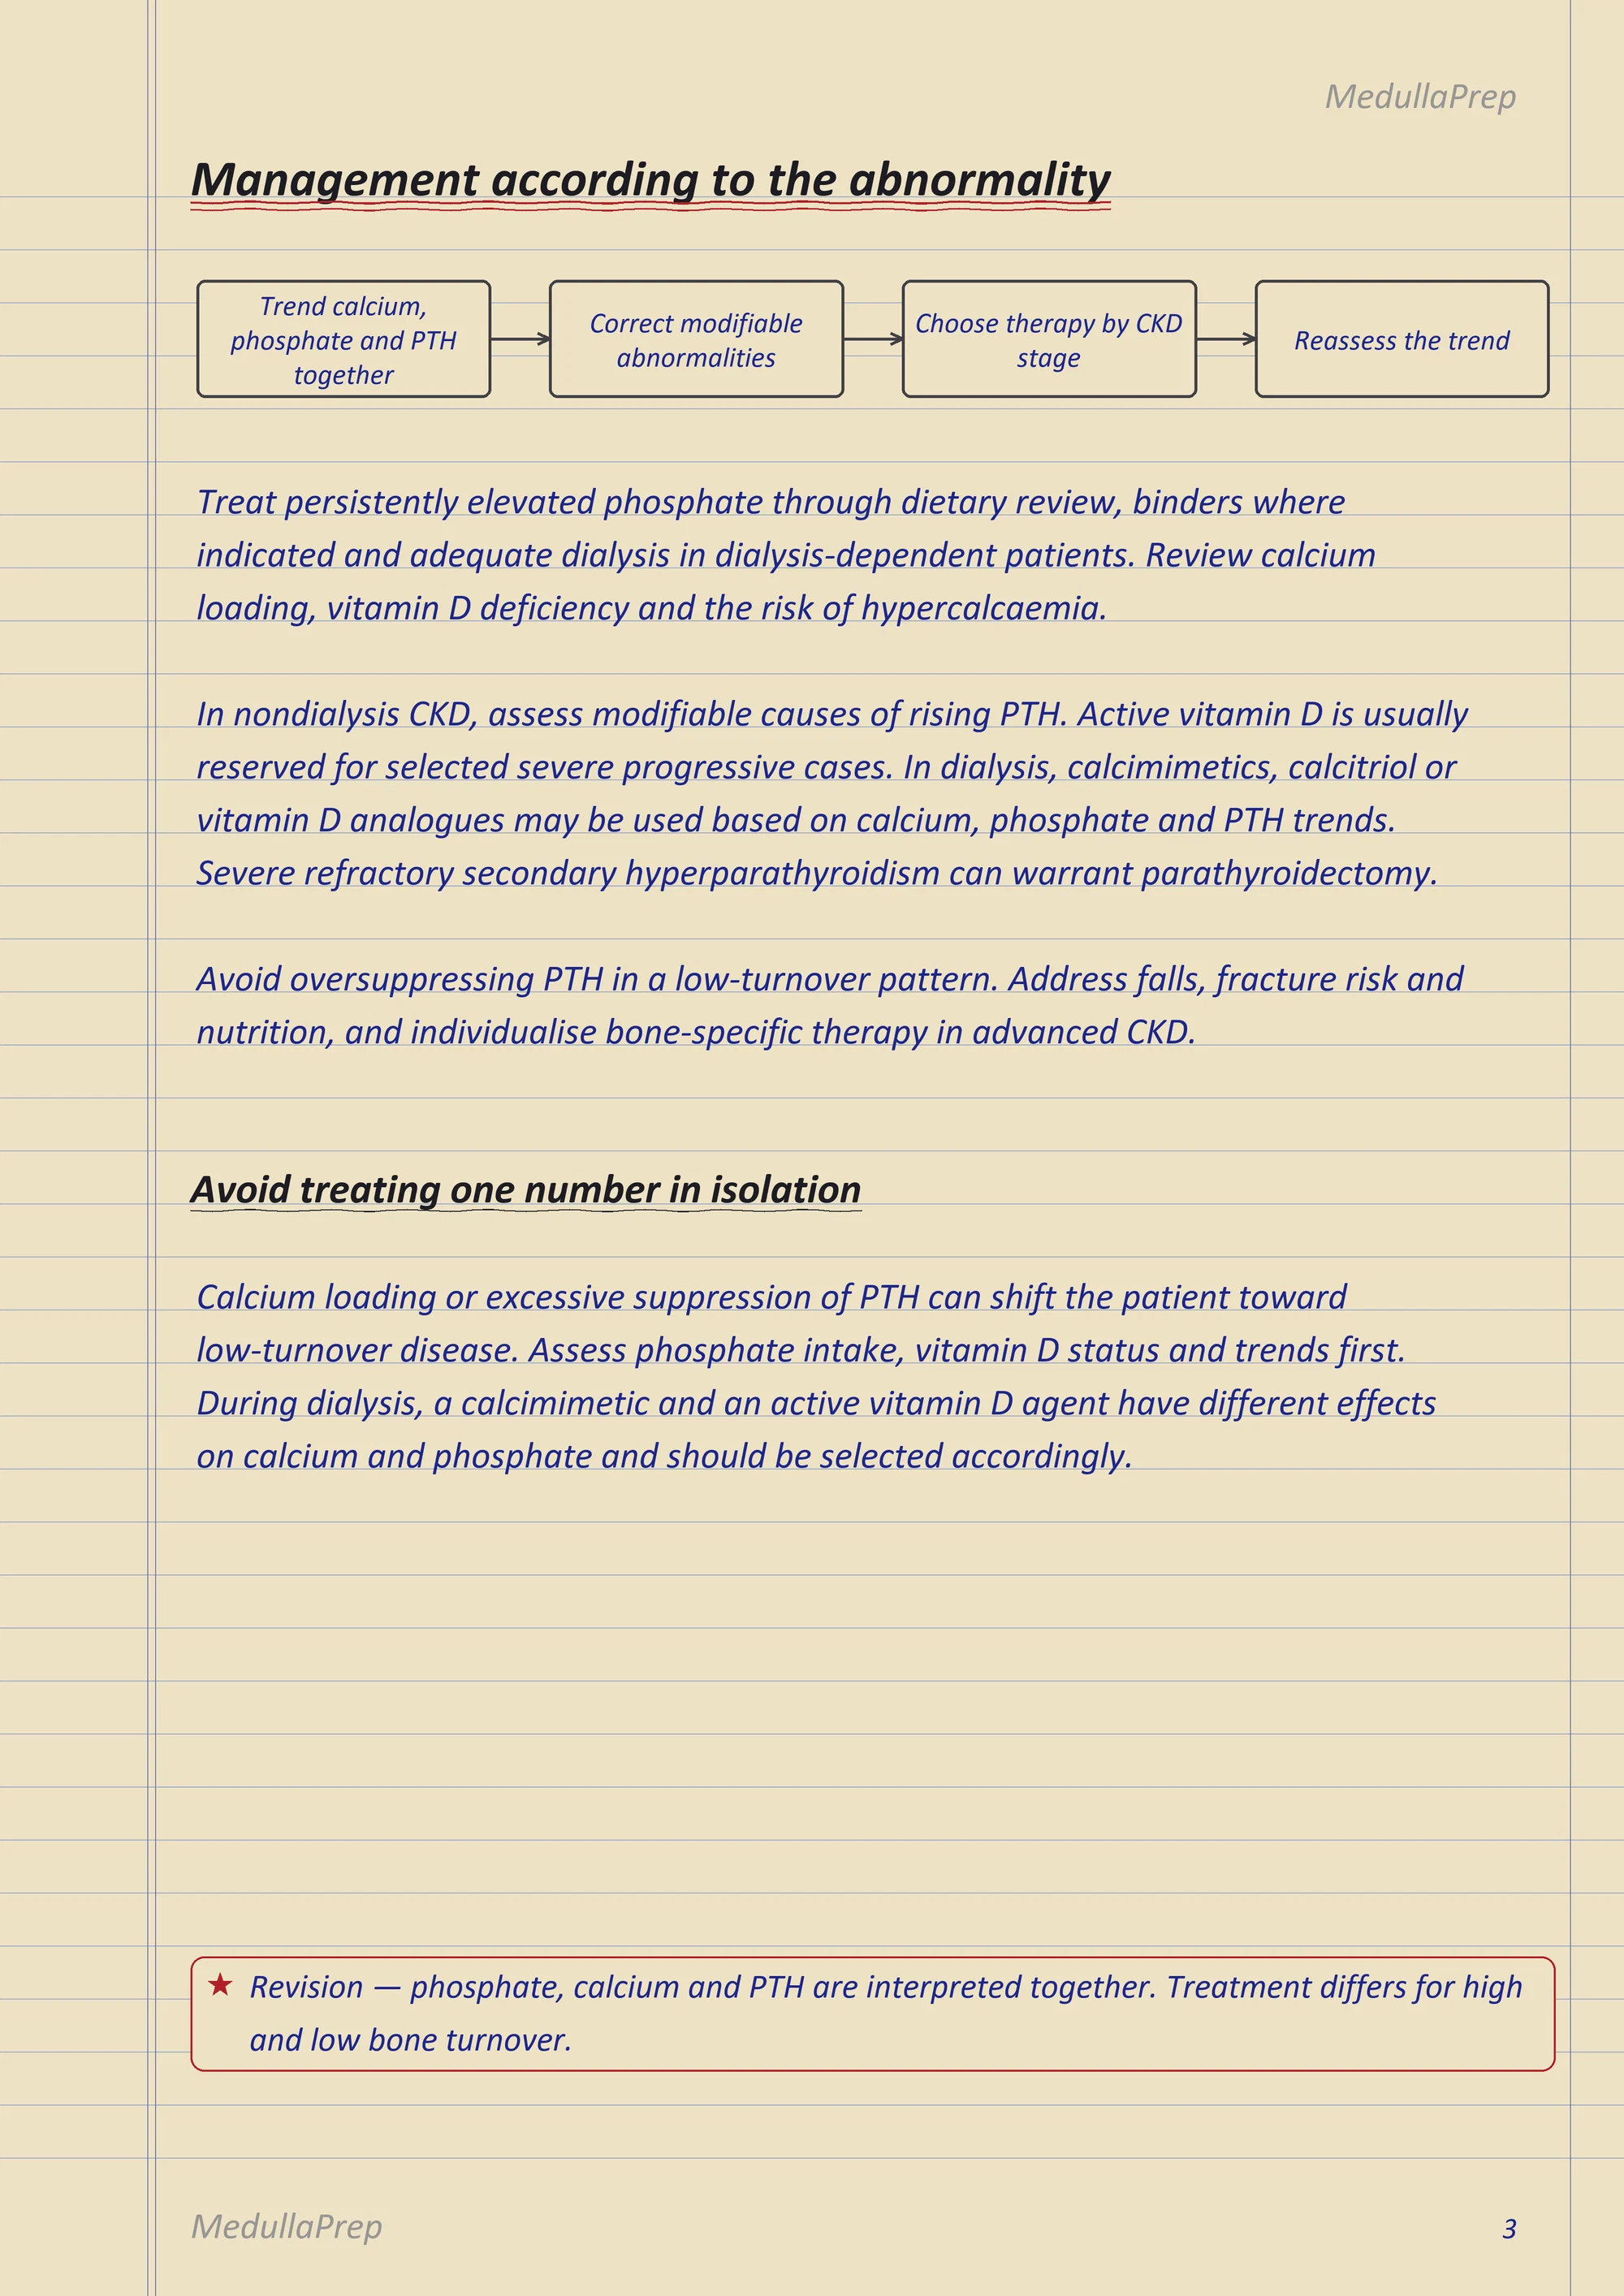 MedullaPrep
Management according to the abnormality
Trend calcium,
phosphate and PTH
together
Correct modifiable
abnormalities
Choose therapy by CKD
stage
Reassess the trend
Treat persistently elevated phosphate through dietary review, binders where
indicated and adequate dialysis in dialysis-dependent patients. Review calcium
loading, vitamin D deficiency and the risk of hypercalcaemia.
In nondialysis CKD, assess modifiable causes of rising PTH. Active vitamin D is usually
reserved for selected severe progressive cases. In dialysis, calcimimetics, calcitriol or
vitamin D analogues may be used based on calcium, phosphate and PTH trends.
Severe refractory secondary hyperparathyroidism can warrant parathyroidectomy.
Avoid oversuppressing PTH in a low-turnover pattern. Address falls, fracture risk and
nutrition, and individualise bone-specific therapy in advanced CKD.
Avoid treating one number in isolation
Calcium loading or excessive suppression of PTH can shift the patient toward
low-turnover disease. Assess phosphate intake, vitamin D status and trends first.
During dialysis, a calcimimetic and an active vitamin D agent have different effects
on calcium and phosphate and should be selected accordingly.
★ Revision — phosphate, calcium and PTH are interpreted together. Treatment differs for high
and low bone turnover.
MedullaPrep
3